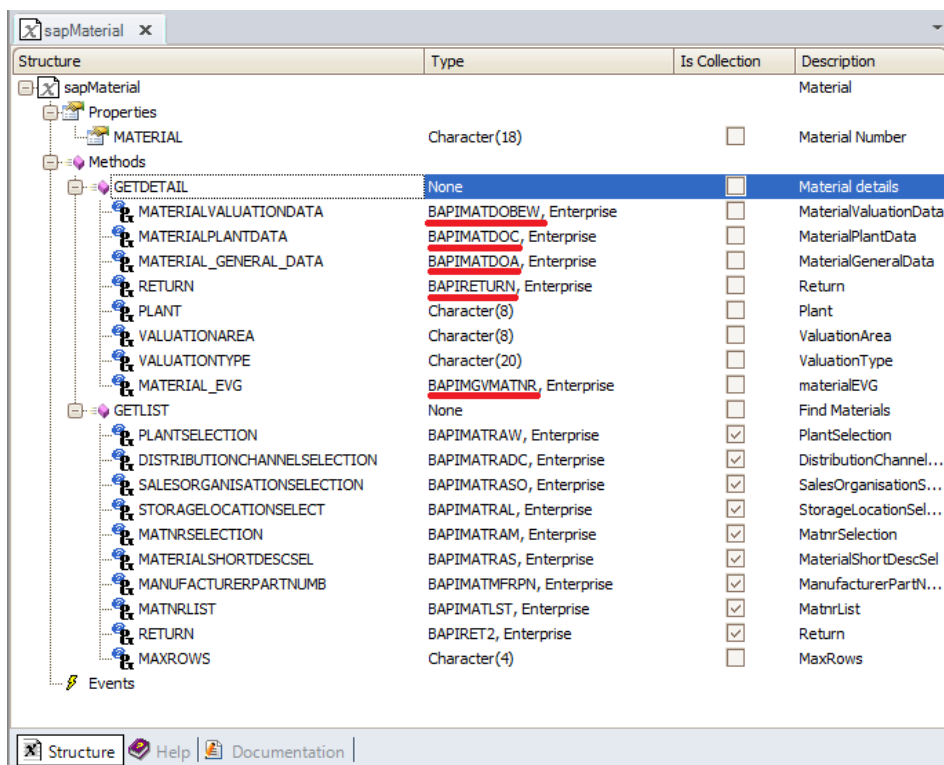 sapMaterial x
Structure Type Is Collection Description
sapMaterial Material
Properties
MATERIAL Character(18) Material Number
Methods
GETDETAIL None Material details
MATERIALVALUATIONDATA BAPIMATDOBEW, Enterprise MaterialValuationData
MATERIALPLANTDATA BAPIMATDOC, Enterprise MaterialPlantData
MATERIAL_GENERAL_DATA BAPIMATDOA, Enterprise MaterialGeneralData
RETURN BAPIRETURN, Enterprise Return
PLANT Character(8) Plant
VALUATIONAREA Character(8) ValuationArea
VALUATIONTYPE Character(20) ValuationType
MATERIAL_EVG BAPIMGVMATNR, Enterprise materialEVG
GETLIST None Find Materials
PLANTSELECTION BAPIMATRAW, Enterprise PlantSelection
DISTRIBUTIONCHANNELSELECTION BAPIMATRADC, Enterprise DistributionChannel...
SALESORGANISATIONSELECTION BAPIMATRASO, Enterprise SalesOrganisationS...
STORAGELOCATIONSELECT BAPIMATRAL, Enterprise StorageLocationSel...
MATNRSELECTION BAPIMATRAM, Enterprise MatnrSelection
MATERIALSHORTDESCSEL BAPIMATRAS, Enterprise MaterialShortDescSel
MANUFACTURERPARTNUMB BAPIMATMFRPN, Enterprise ManufacturerPartN...
MATNRLIST BAPIMATLST, Enterprise MatnrList
RETURN BAPIRET2, Enterprise Return
MAXROWS Character(4) MaxRows
Events
Structure Help Documentation